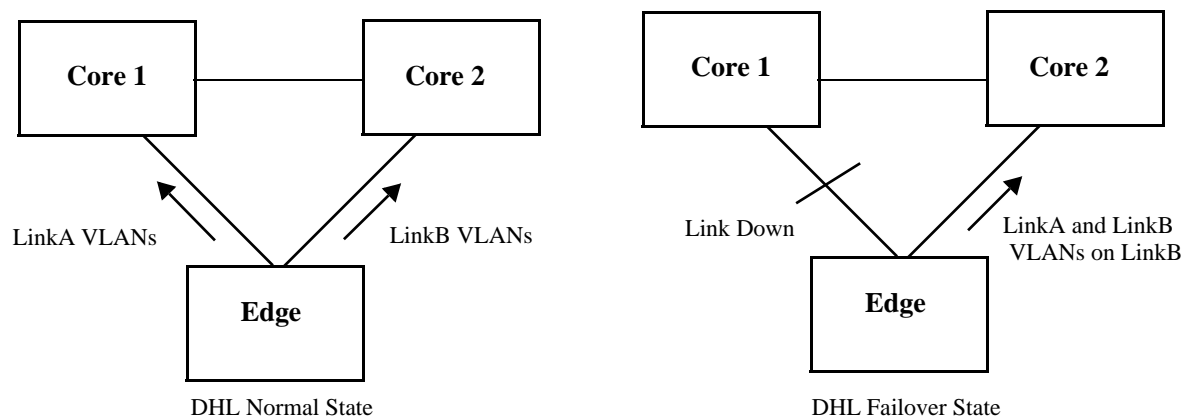 Core 1
Core 2
LinkA VLANs
LinkB VLANs
Edge
DHL Normal State
Core 1
Core 2
Link Down
LinkA and LinkB
VLANs on LinkB
Edge
DHL Failover State